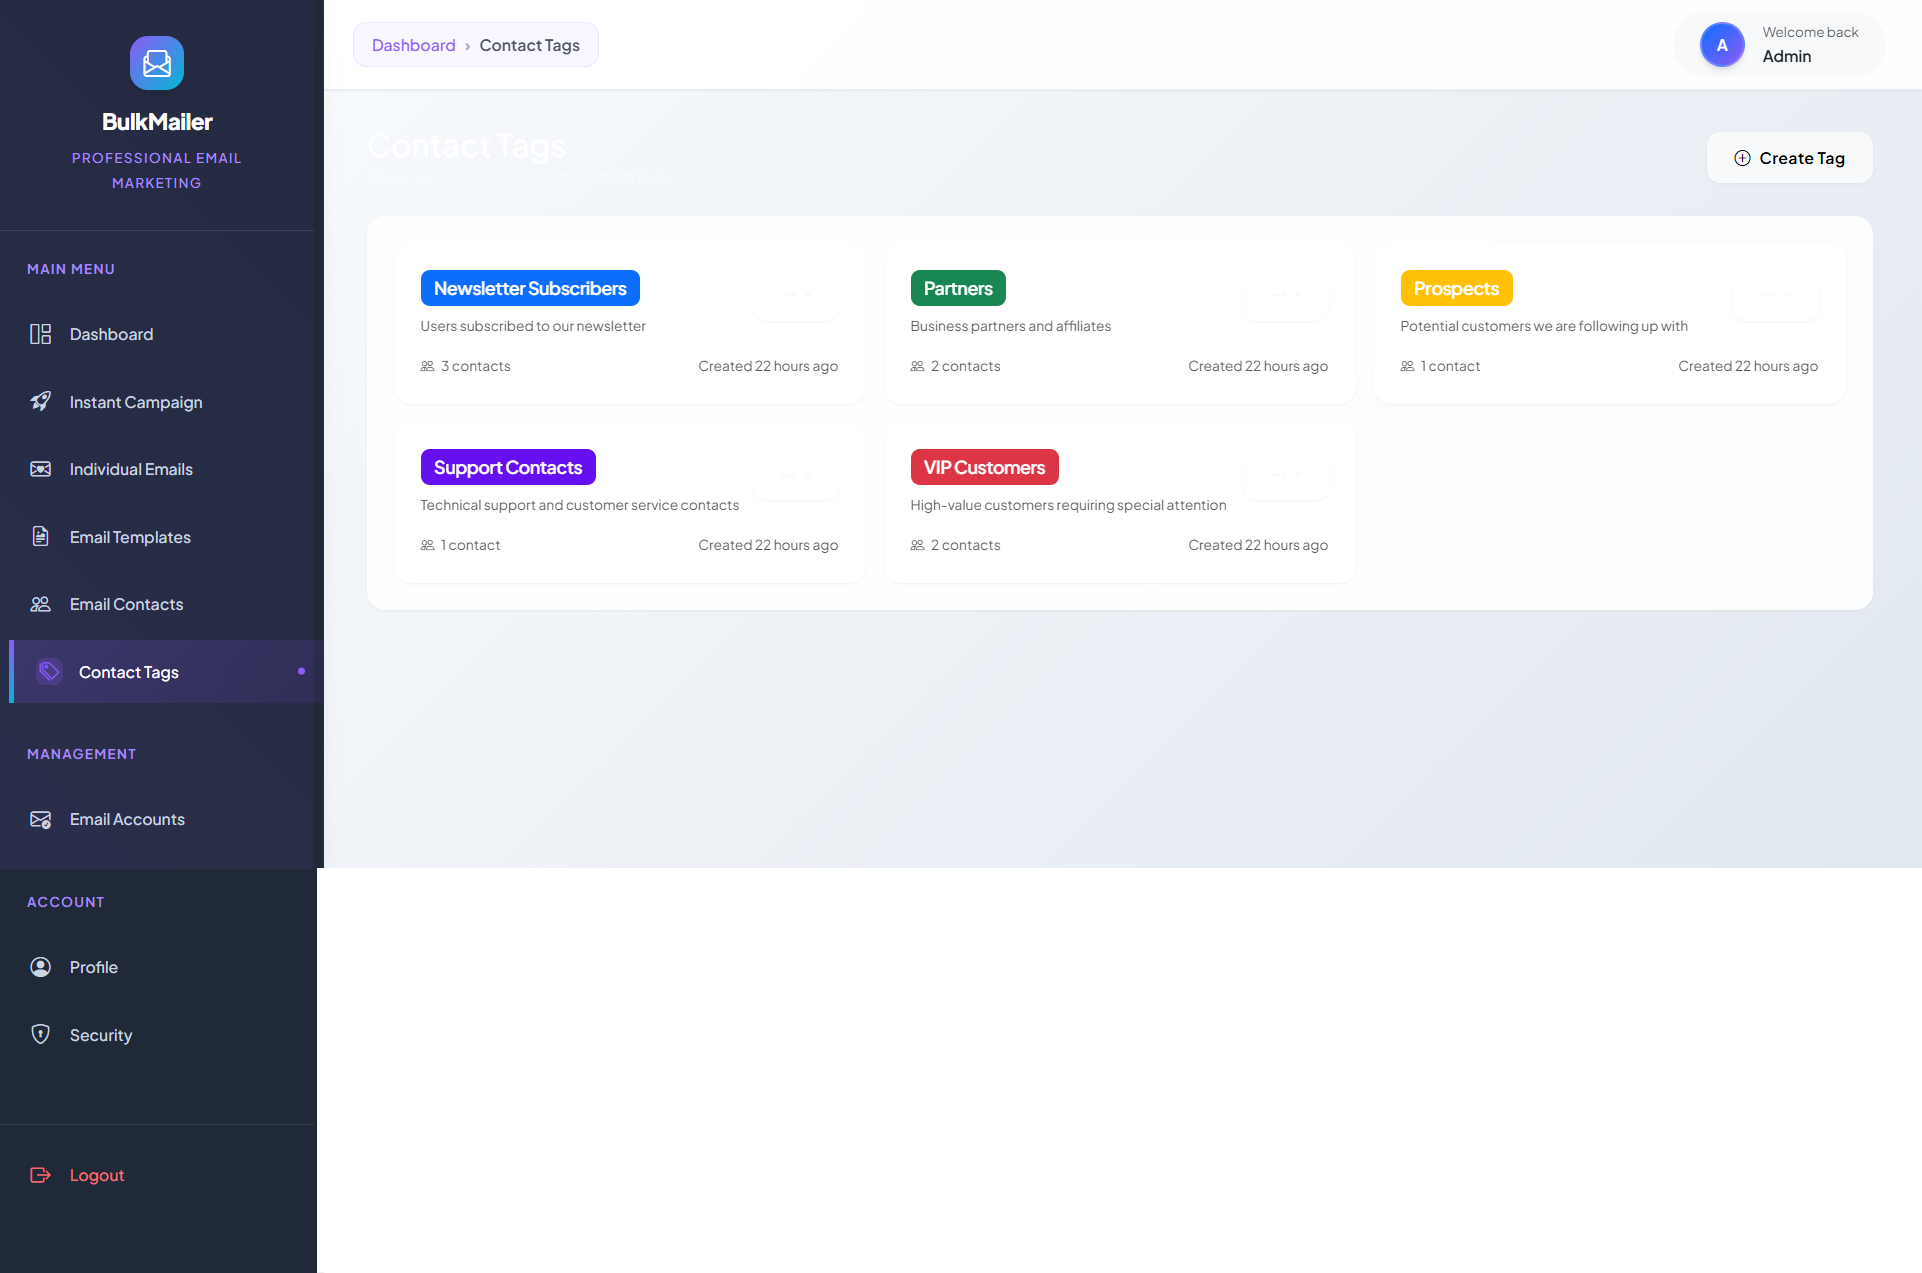 BulkMailer
PROFESSIONAL EMAIL
MARKETING
MAIN MENU
Dashboard
Instant Campaign
Individual Emails
Email Templates
Email Contacts
Contact Tags
MANAGEMENT
Email Accounts
ACCOUNT
Profile
Security
Logout
Dashboard › Contact Tags
A
Welcome back
Admin
Contact Tags
Create Tag
Newsletter Subscribers
Users subscribed to our newsletter
3 contacts
Created 22 hours ago
Partners
Business partners and affiliates
2 contacts
Created 22 hours ago
Prospects
Potential customers we are following up with
1 contact
Created 22 hours ago
Support Contacts
Technical support and customer service contacts
1 contact
Created 22 hours ago
VIP Customers
High-value customers requiring special attention
2 contacts
Created 22 hours ago